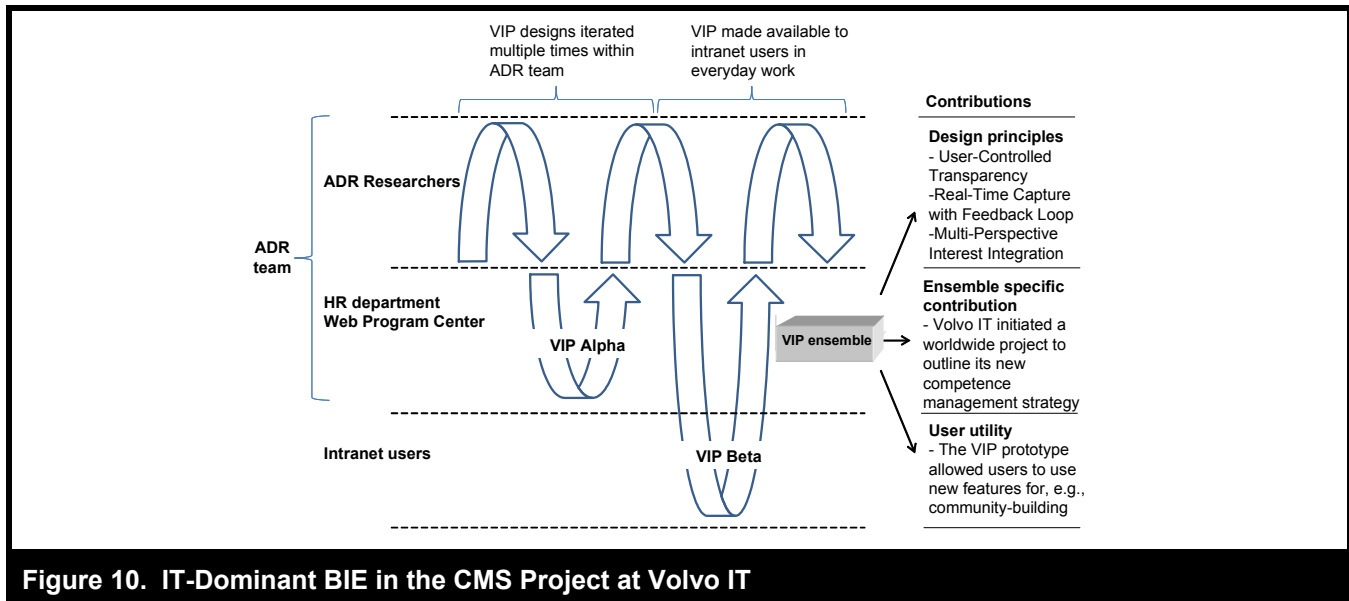 VIP designs iterated
multiple times within
ADR team
VIP made available to
intranet users in
everyday work
ADR
team
ADR Researchers
HR department
Web Program Center
Intranet users
VIP Alpha
VIP Beta
VIP ensemble
Contributions
Design principles
- User-Controlled
Transparency
-Real-Time Capture
with Feedback Loop
-Multi-Perspective
Interest Integration
Ensemble specific
contribution
- Volvo IT initiated a
worldwide project to
outline its new
competence
management strategy
User utility
- The VIP prototype
allowed users to use
new features for, e.g.,
community-building
Figure 10. IT-Dominant BIE in the CMS Project at Volvo IT